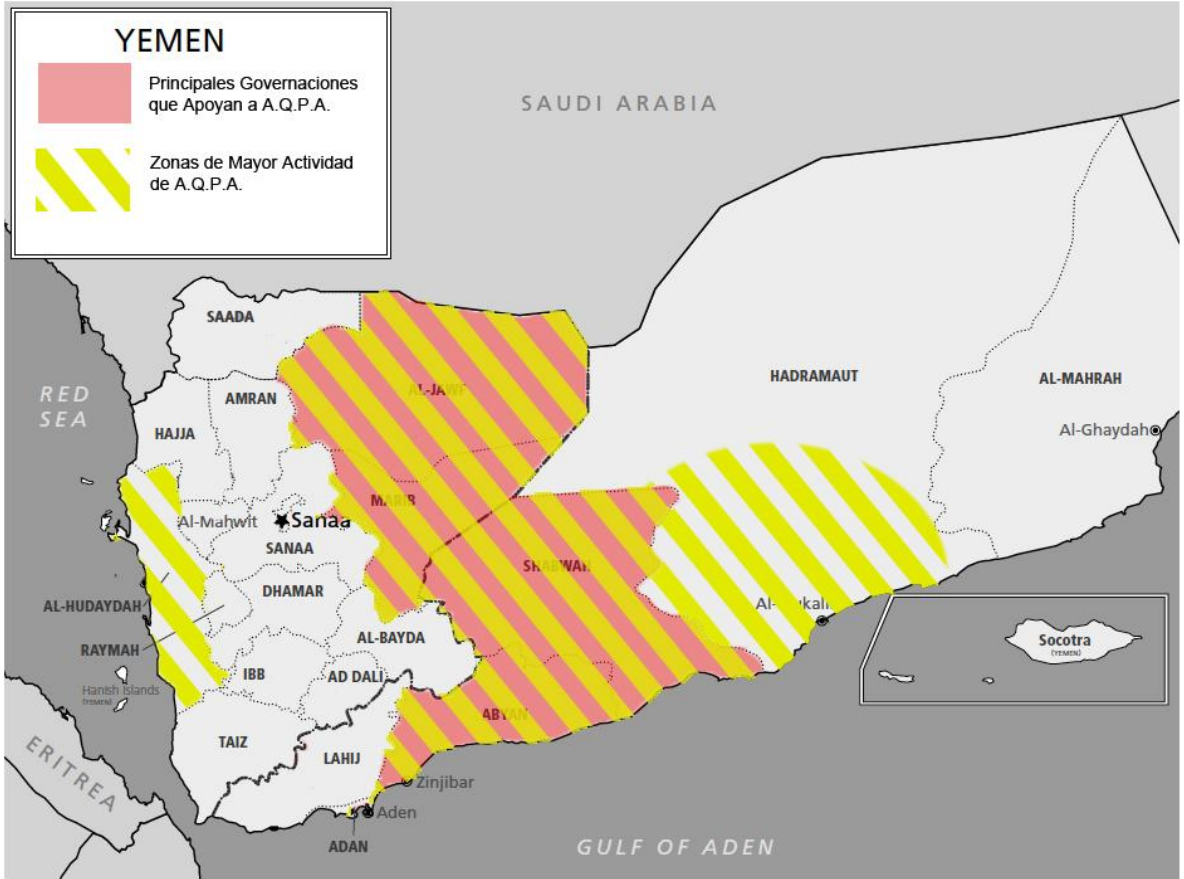 YEMEN
Principales Governaciones
que Apoyan a A.Q.P.A.
Zonas de Mayor Actividad
de A.Q.P.A.
SAUDI ARABIA
SAADA
RED
SEA
AMRAN
AL-JAWF
HADRAMAUT
AL-MAHRAH
HAJJA
Al-Ghaydah
MARIB
Al-Mahwit
Sanaa
SANAA
SHABWAH
DHAMAR
AL-HUDAYDAH
AL-BAYDA
RAYMAH
Socotra
(YEMEN)
IBB
AD DALI
Hanish Islands
(YEMEN)
ABYAN
TAIZ
LAHIJ
ERITREA
Zinjibar
Aden
ADAN
GULF OF ADEN